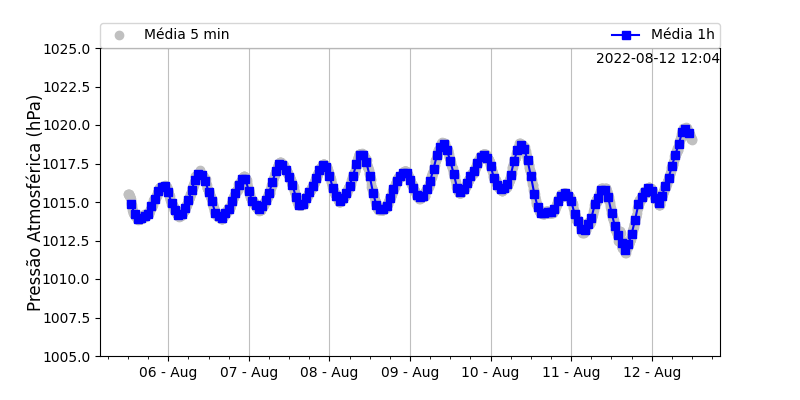 Média 5 min
Média 1h
2022-08-12 12:04
Pressão Atmosférica (hPa)
1025.0
1022.5
1020.0
1017.5
1015.0
1012.5
1010.0
1007.5
1005.0
06 - Aug
07 - Aug
08 - Aug
09 - Aug
10 - Aug
11 - Aug
12 - Aug